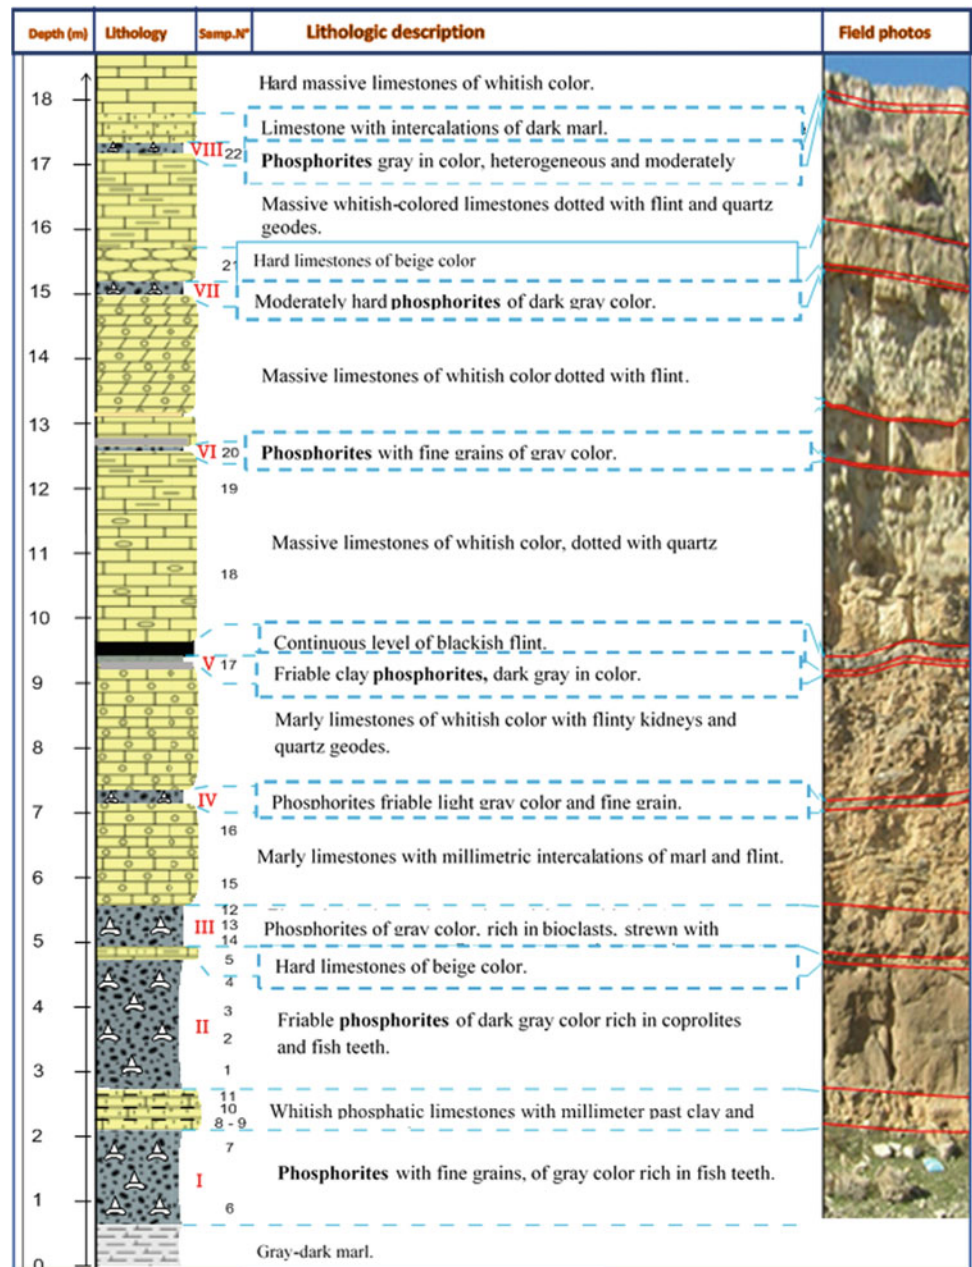 Depth (m) Lithology Samp.N° Lithologic description Field photos
Hard massive limestones of whitish color.
18
Limestone with intercalations of dark marl.
VIII 22 Phosphorites gray in color, heterogeneous and moderately
17
Massive whitish-colored limestones dotted with flint and quartz
geodes.
16
21 Hard limestones of beige color
15 VII Moderately hard phosphorites of dark gray color.
14
Massive limestones of whitish color dotted with flint.
13
VI 20 Phosphorites with fine grains of gray color.
12 19
11 Massive limestones of whitish color, dotted with quartz
18
10
Continuous level of blackish flint.
V 17 Friable clay phosphorites, dark gray in color.
9
Marly limestones of whitish color with flinty kidneys and
quartz geodes.
8
IV Phosphorites friable light gray color and fine grain.
7
16
Marly limestones with millimetric intercalations of marl and flint.
6 15
12
III 13 Phosphorites of gray color, rich in bioclasts, strewn with
5 14
5 Hard limestones of beige color.
4
4 3 Friable phosphorites of dark gray color rich in coprolites
II 2 and fish teeth.
3 1
11
10 Whitish phosphatic limestones with millimeter past clay and
8 - 9
2 7
I Phosphorites with fine grains, of gray color rich in fish teeth.
1 6
Gray-dark marl.
0